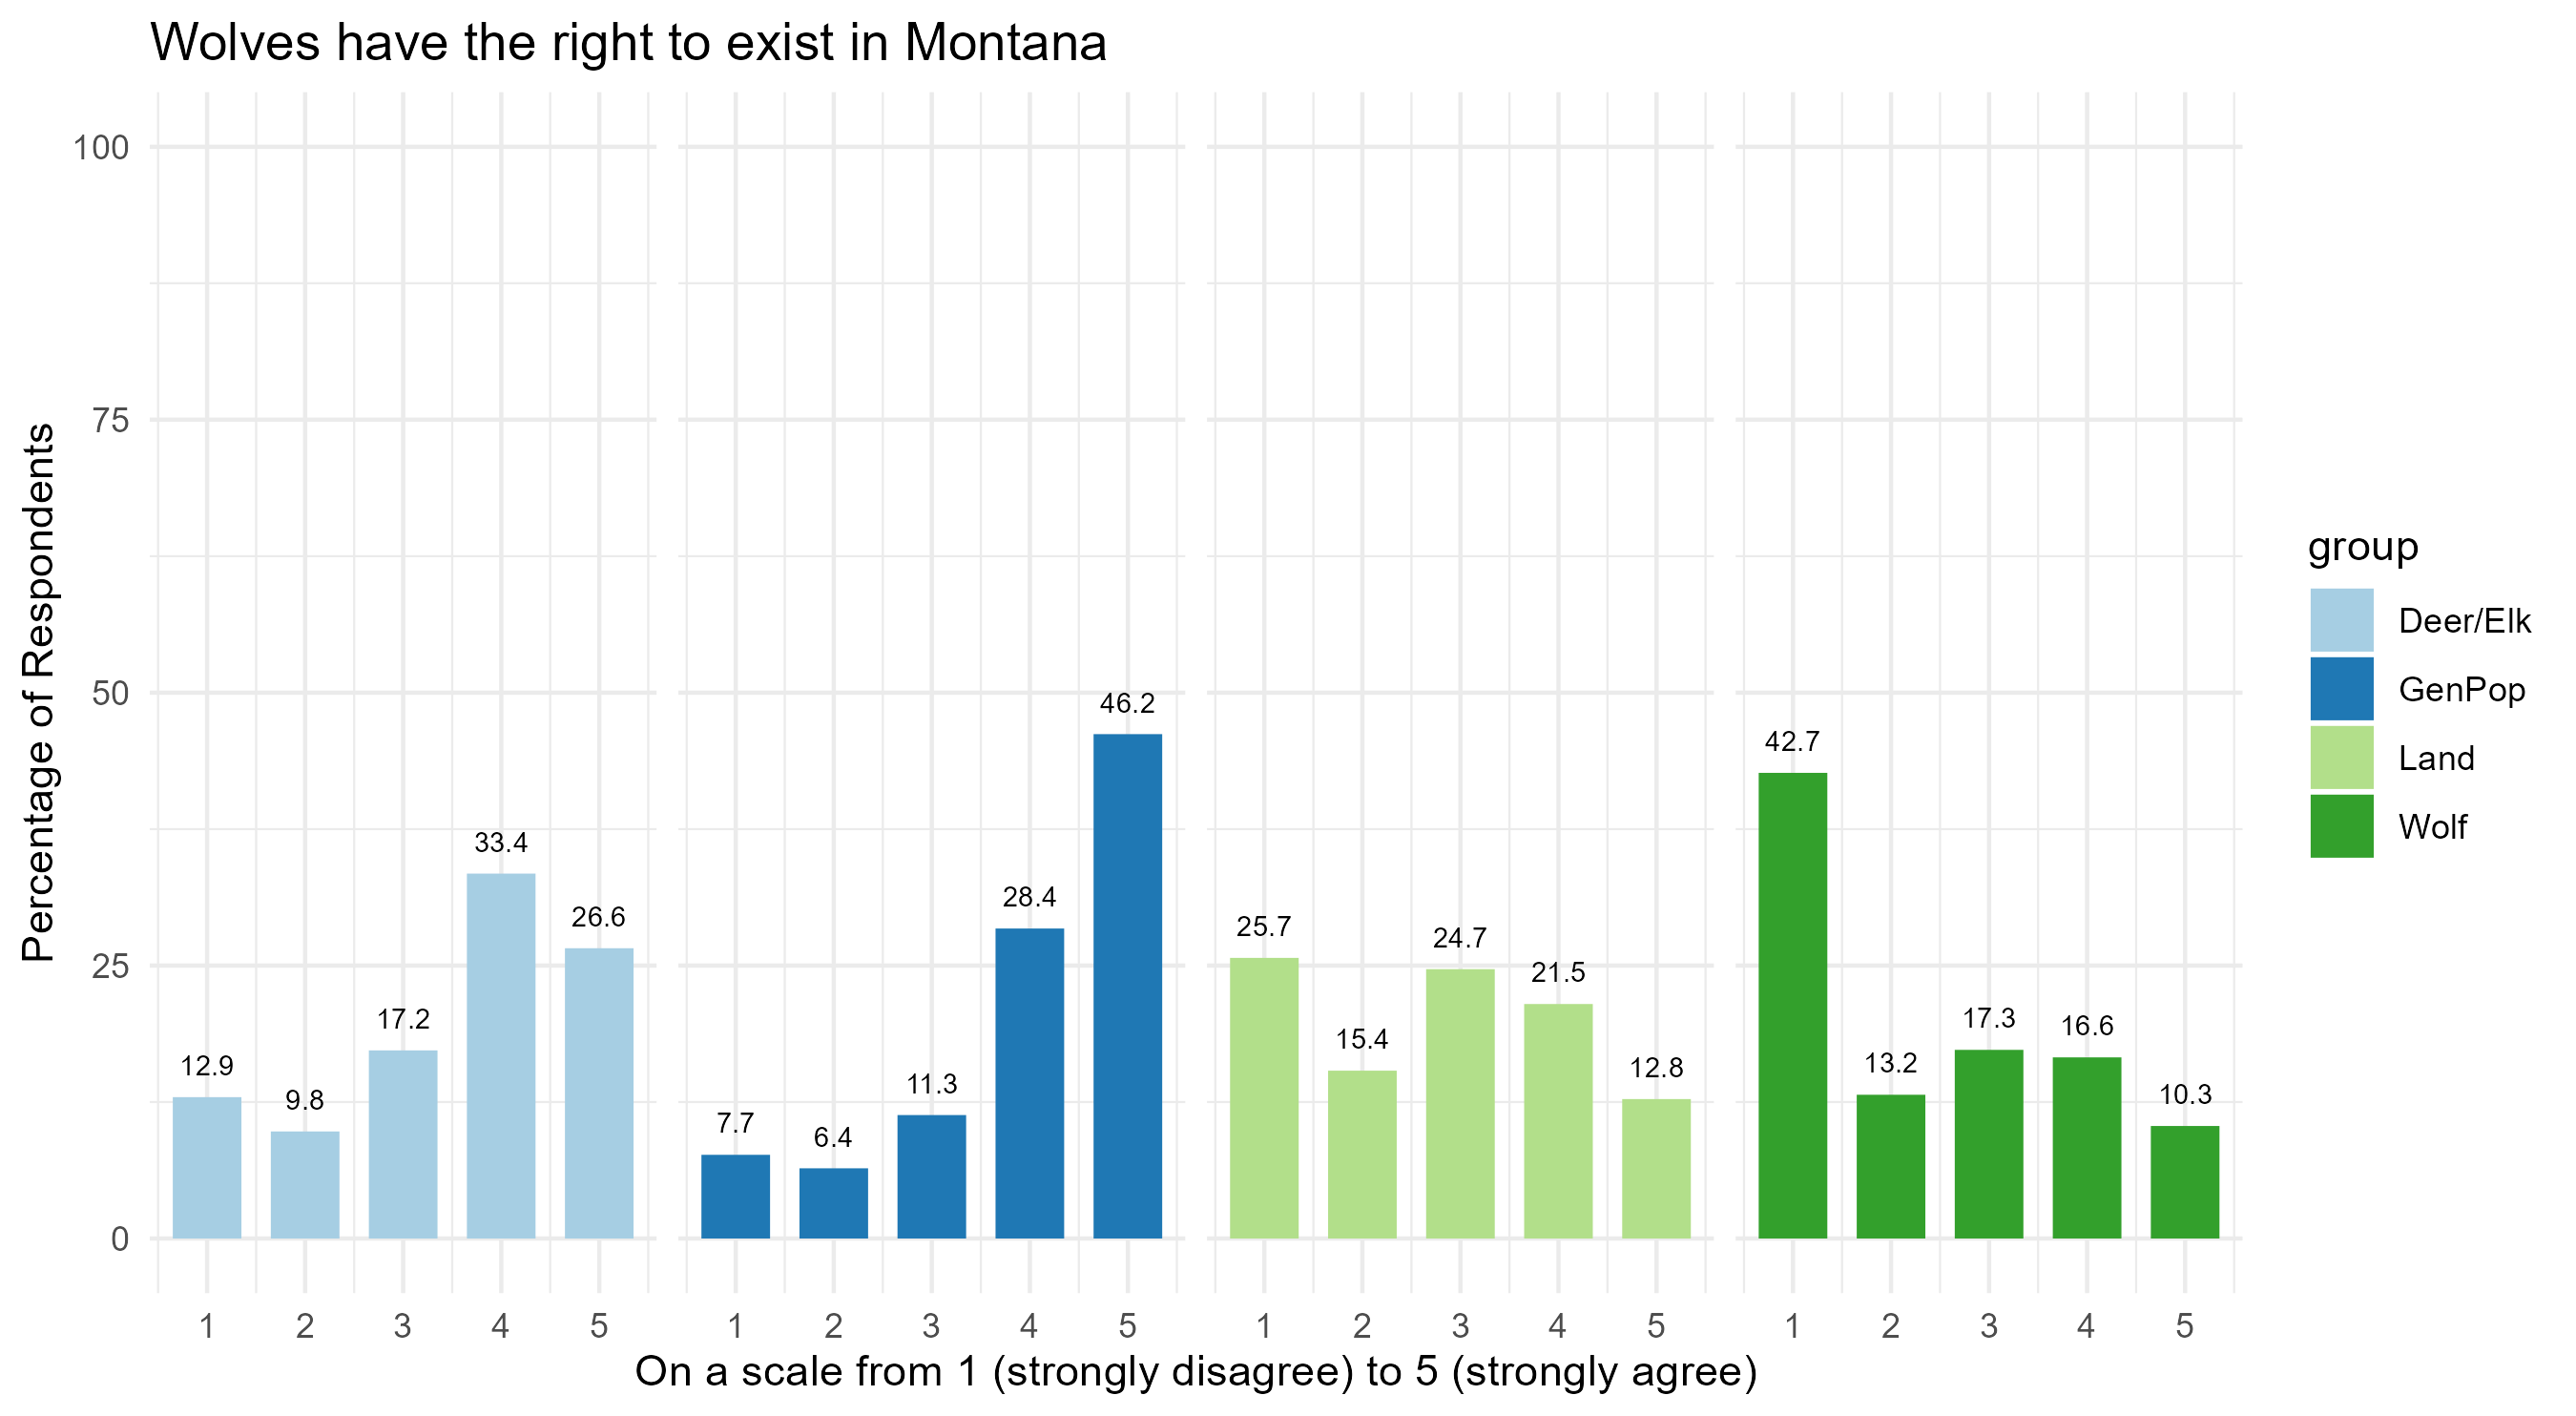 Wolves have the right to exist in Montana
Percentage of Respondents
100
75
50
25
0
12.9
9.8
17.2
33.4
26.6
7.7
6.4
11.3
28.4
46.2
25.7
15.4
24.7
21.5
12.8
42.7
13.2
17.3
16.6
10.3
1 2 3 4 5 1 2 3 4 5 1 2 3 4 5 1 2 3 4 5
On a scale from 1 (strongly disagree) to 5 (strongly agree)
group
Deer/Elk
GenPop
Land
Wolf